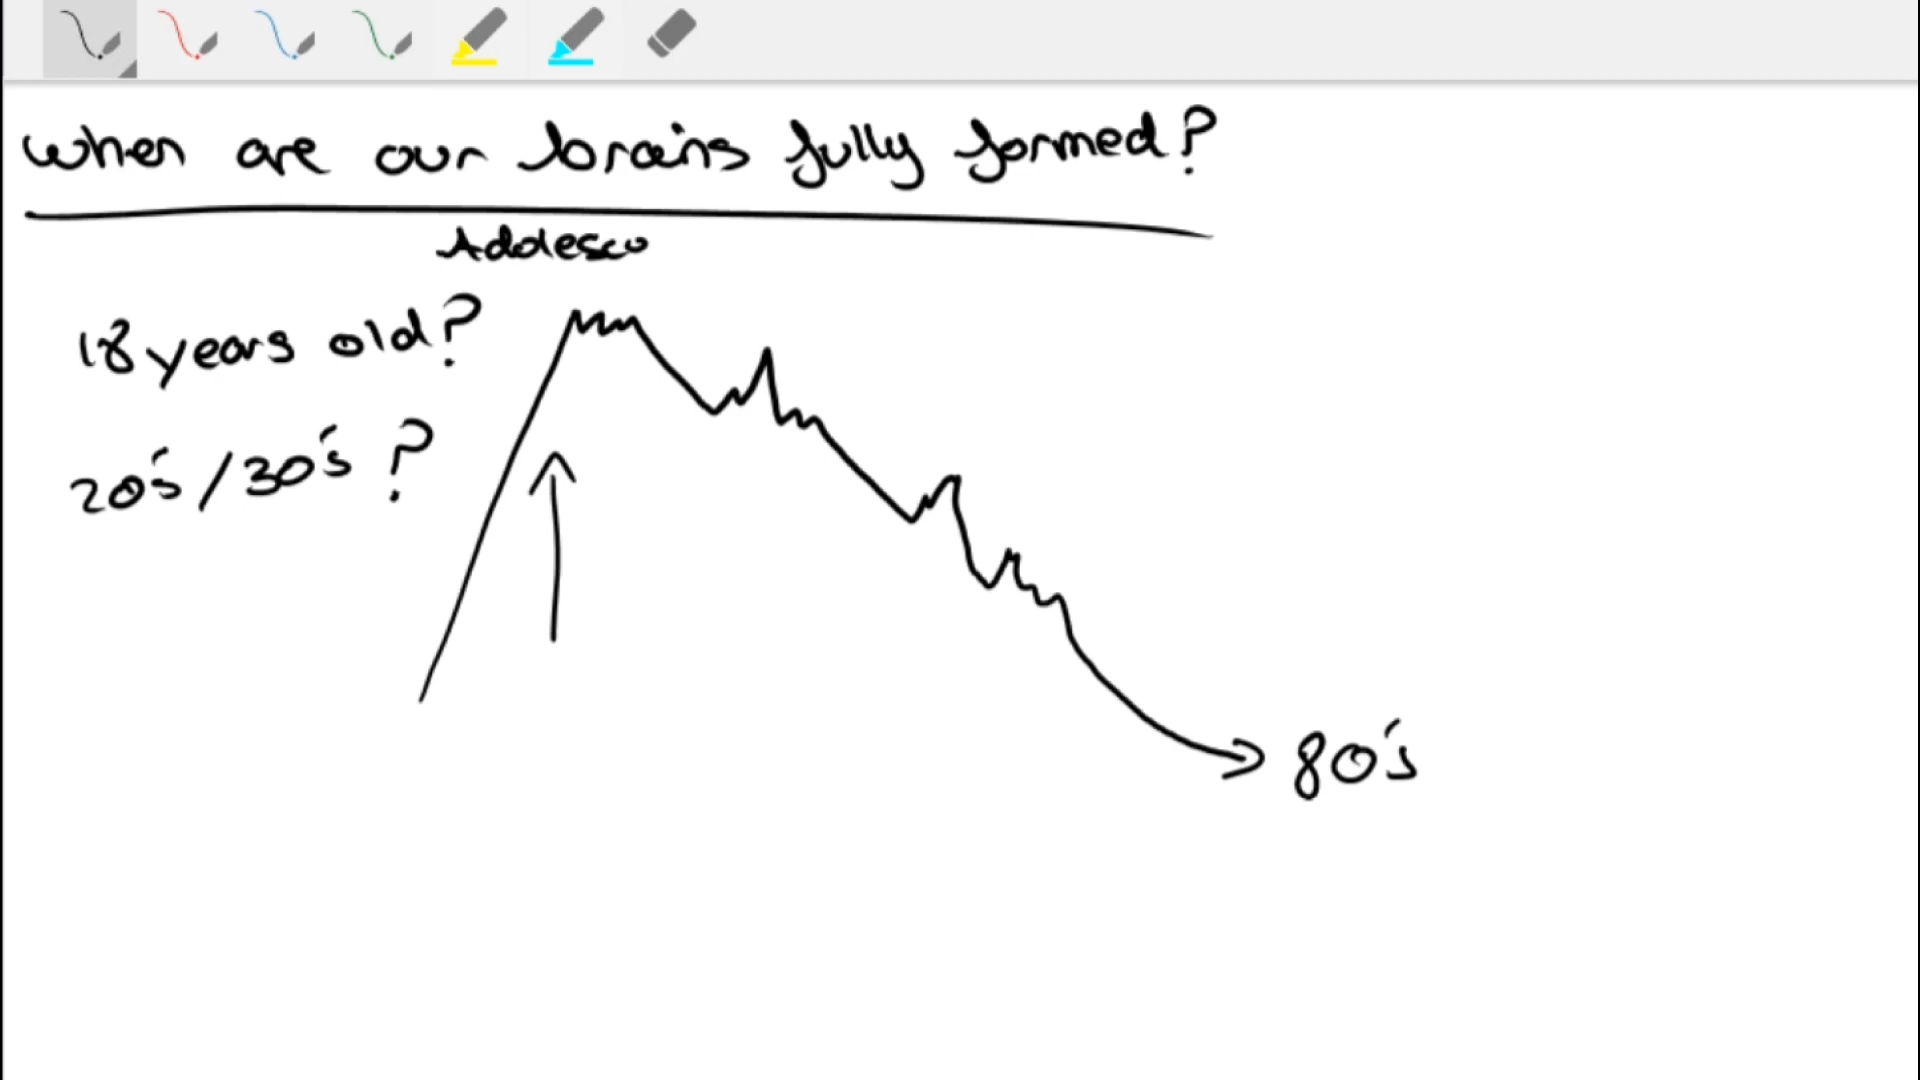 When are our brains fully formed?
Adolesce
18 years old?
20's/30's?
80's